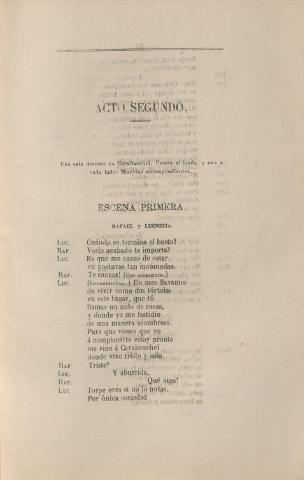 ACTO SEGUNDO.
Una sala decente en Carabanchel. Puerta al fondo, y una á
cada lado: Muebles correspondientes.
ESCENA PRIMERA.
RAFAEL y LUCRECIA.
LUC. Cuándo se termina el busto?
RAF. Verlo acabado te importa?
LUC. Es que me canso de estar
en posturas tan incómodas.
RAF. Te cansas! (Con amargura.)
LUC. (Levantándose.) Un mes llevamos
de vivir como dos tórtolas
en este lugar, que tú
llamas un nido de rosas,
y donde yo me fastidio
de una manera asombrosa.
Para que vieses que yo
á complacerte estoy pronta
me vine á Carabanchel
donde vivo triste y sola.
RAF. Triste?
LUC. Y aburrida.
RAF. Qué oigo!
LUC. Torpe eres si no lo notas.
Por única sociedad